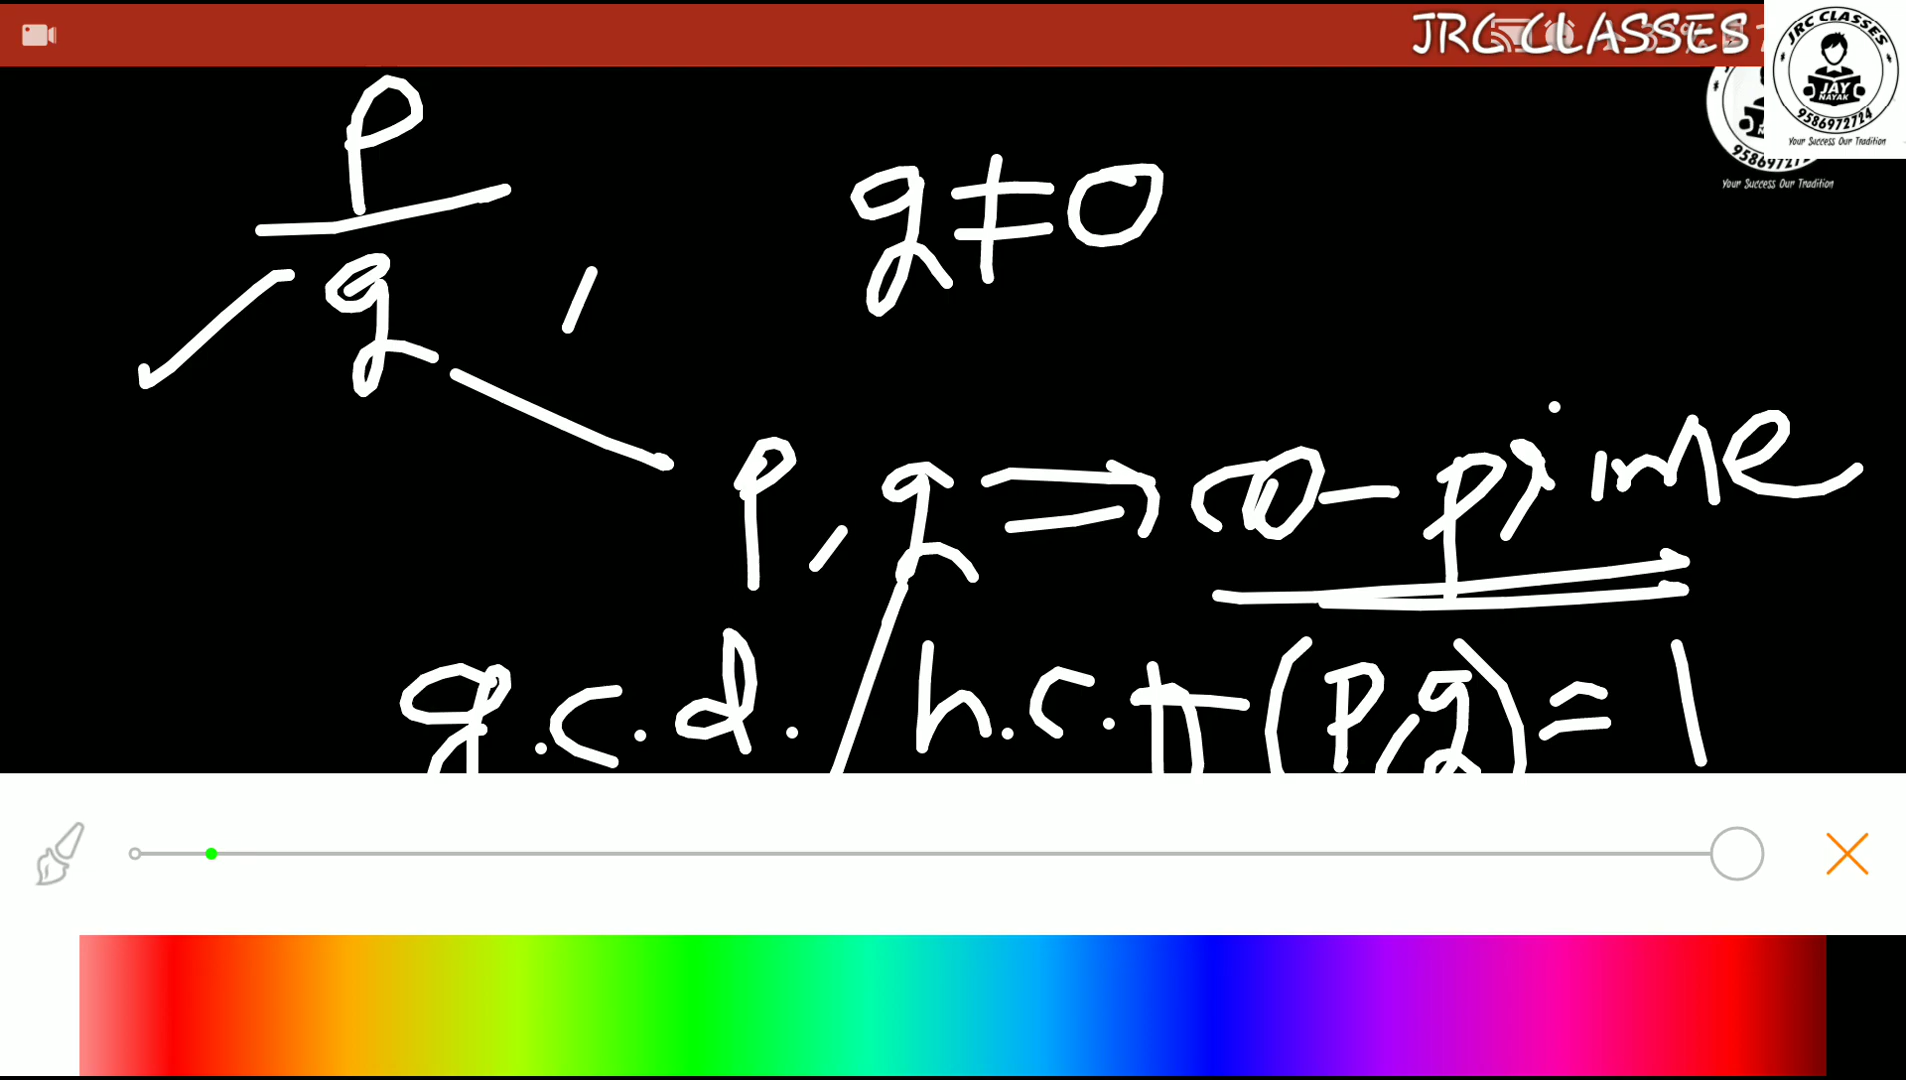 JRC CLASSES
JRC CLASSES
JAY
NAYAK
9586972724
Your Success Our Tradition
Your Success Our Tradition
p/q , q≠0
p, q ⇒ co-prime
g.c.d. / h.c.f (p,q) = 1